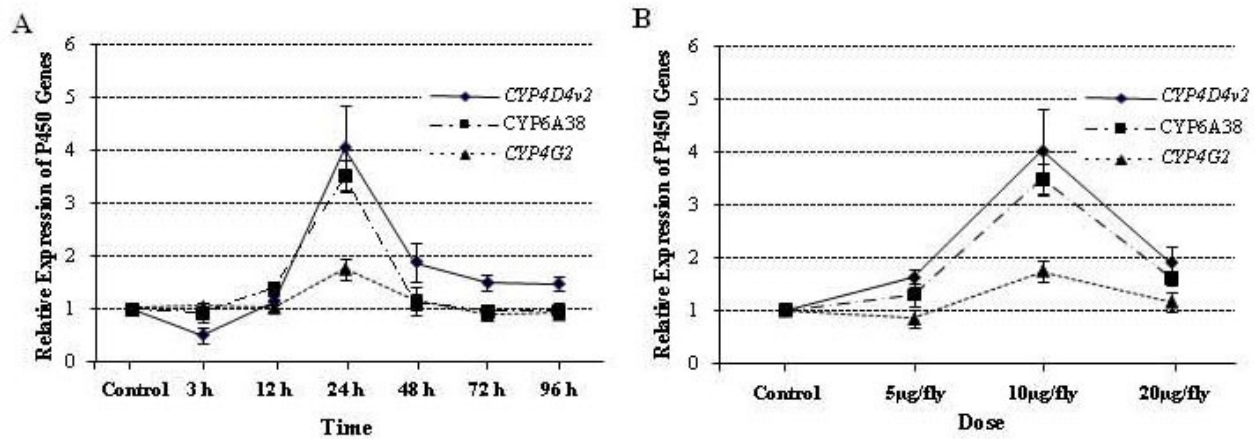 A
Relative Expression of P450 Genes
6
5
4
3
2
1
0
CYP4D4v2
CYP6A38
CYP4G2
Control 3 h 12 h 24 h 48 h 72 h 96 h
Time
B
Relative Expression of P450 Genes
6
5
4
3
2
1
0
CYP4D4v2
CYP6A38
CYP4G2
Control 5µg/fly 10µg/fly 20µg/fly
Dose